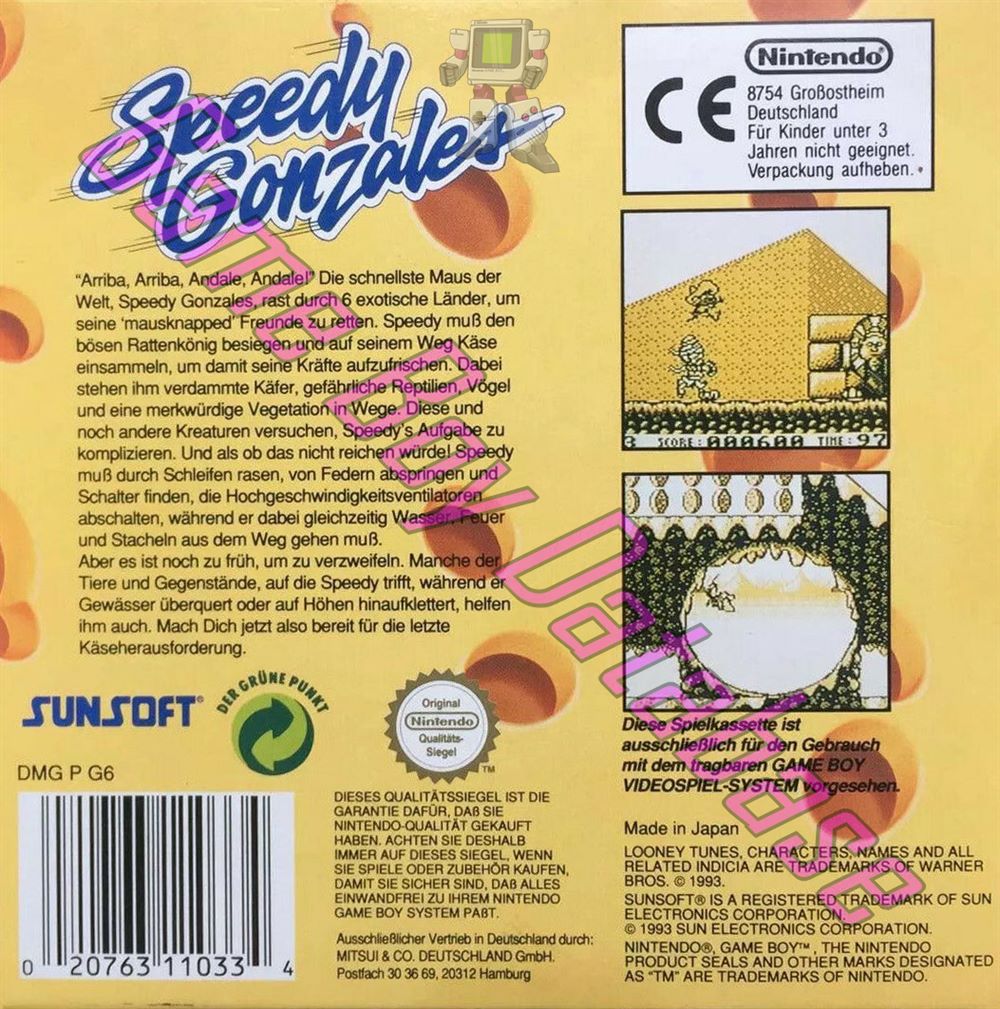 Speedy
Gonzales
"Arriba, Arriba, Andale, Andale!" Die schnellste Maus der
Welt, Speedy Gonzales, rast durch 6 exotische Länder, um
seine 'mausknapped' Freunde zu retten. Speedy muß den
bösen Rattenkönig besiegen und auf seinem Weg Käse
einsammeln, um damit seine Kräfte aufzufrischen. Dabei
stehen ihm verdammte Käfer, gefährliche Reptilien, Vögel
und eine merkwürdige Vegetation in Wege. Diese und
noch andere Kreaturen versuchen, Speedy's Aufgabe zu
komplizieren. Und als ob das nicht reichen würde! Speedy
muß durch Schleifen rasen, von Federn abspringen und
Schalter finden, die Hochgeschwindigkeitsventilatoren
abschalten, während er dabei gleichzeitig Wasser, Feuer
und Stacheln aus dem Weg gehen muß.
Aber es ist noch zu früh, um zu verzweifeln. Manche der
Tiere und Gegenstände, auf die Speedy trifft, während er
Gewässer überquert oder auf Höhen hinaufklettert, helfen
ihm auch. Mach Dich jetzt also bereit für die letzte
Käseherausforderung.
SUNSOFT®
DER GRÜNE PUNKT
Original
Nintendo
Qualitäts-
Siegel
TM
DMG P G6
0 20763 11033 4
DIESES QUALITÄTSSIEGEL IST DIE
GARANTIE DAFÜR, DAß SIE
NINTENDO-QUALITÄT GEKAUFT
HABEN. ACHTEN SIE DESHALB
IMMER AUF DIESES SIEGEL, WENN
SIE SPIELE ODER ZUBEHÖR KAUFEN,
DAMIT SIE SICHER SIND, DAß ALLES
EINWANDFREI ZU IHREM NINTENDO
GAME BOY SYSTEM PAßT.
Ausschließlicher Vertrieb in Deutschland durch:
MITSUI & CO. DEUTSCHLAND GmbH.
Postfach 30 36 69, 20312 Hamburg
CE
Nintendo®
8754 Großostheim
Deutschland
Für Kinder unter 3
Jahren nicht geeignet.
Verpackung aufheben.
3 SCORE: 000600 TIME: 97
Diese Spielkassette ist
ausschließlich für den Gebrauch
mit dem tragbaren GAME BOY
VIDEOSPIEL-SYSTEM vorgesehen.
Made in Japan
LOONEY TUNES, CHARACTERS, NAMES AND ALL
RELATED INDICIA ARE TRADEMARKS OF WARNER
BROS. © 1993.
SUNSOFT® IS A REGISTERED TRADEMARK OF SUN
ELECTRONICS CORPORATION.
© 1993 SUN ELECTRONICS CORPORATION.
NINTENDO®, GAME BOY™, THE NINTENDO
PRODUCT SEALS AND OTHER MARKS DESIGNATED
AS "TM" ARE TRADEMARKS OF NINTENDO.
Game Boy Database